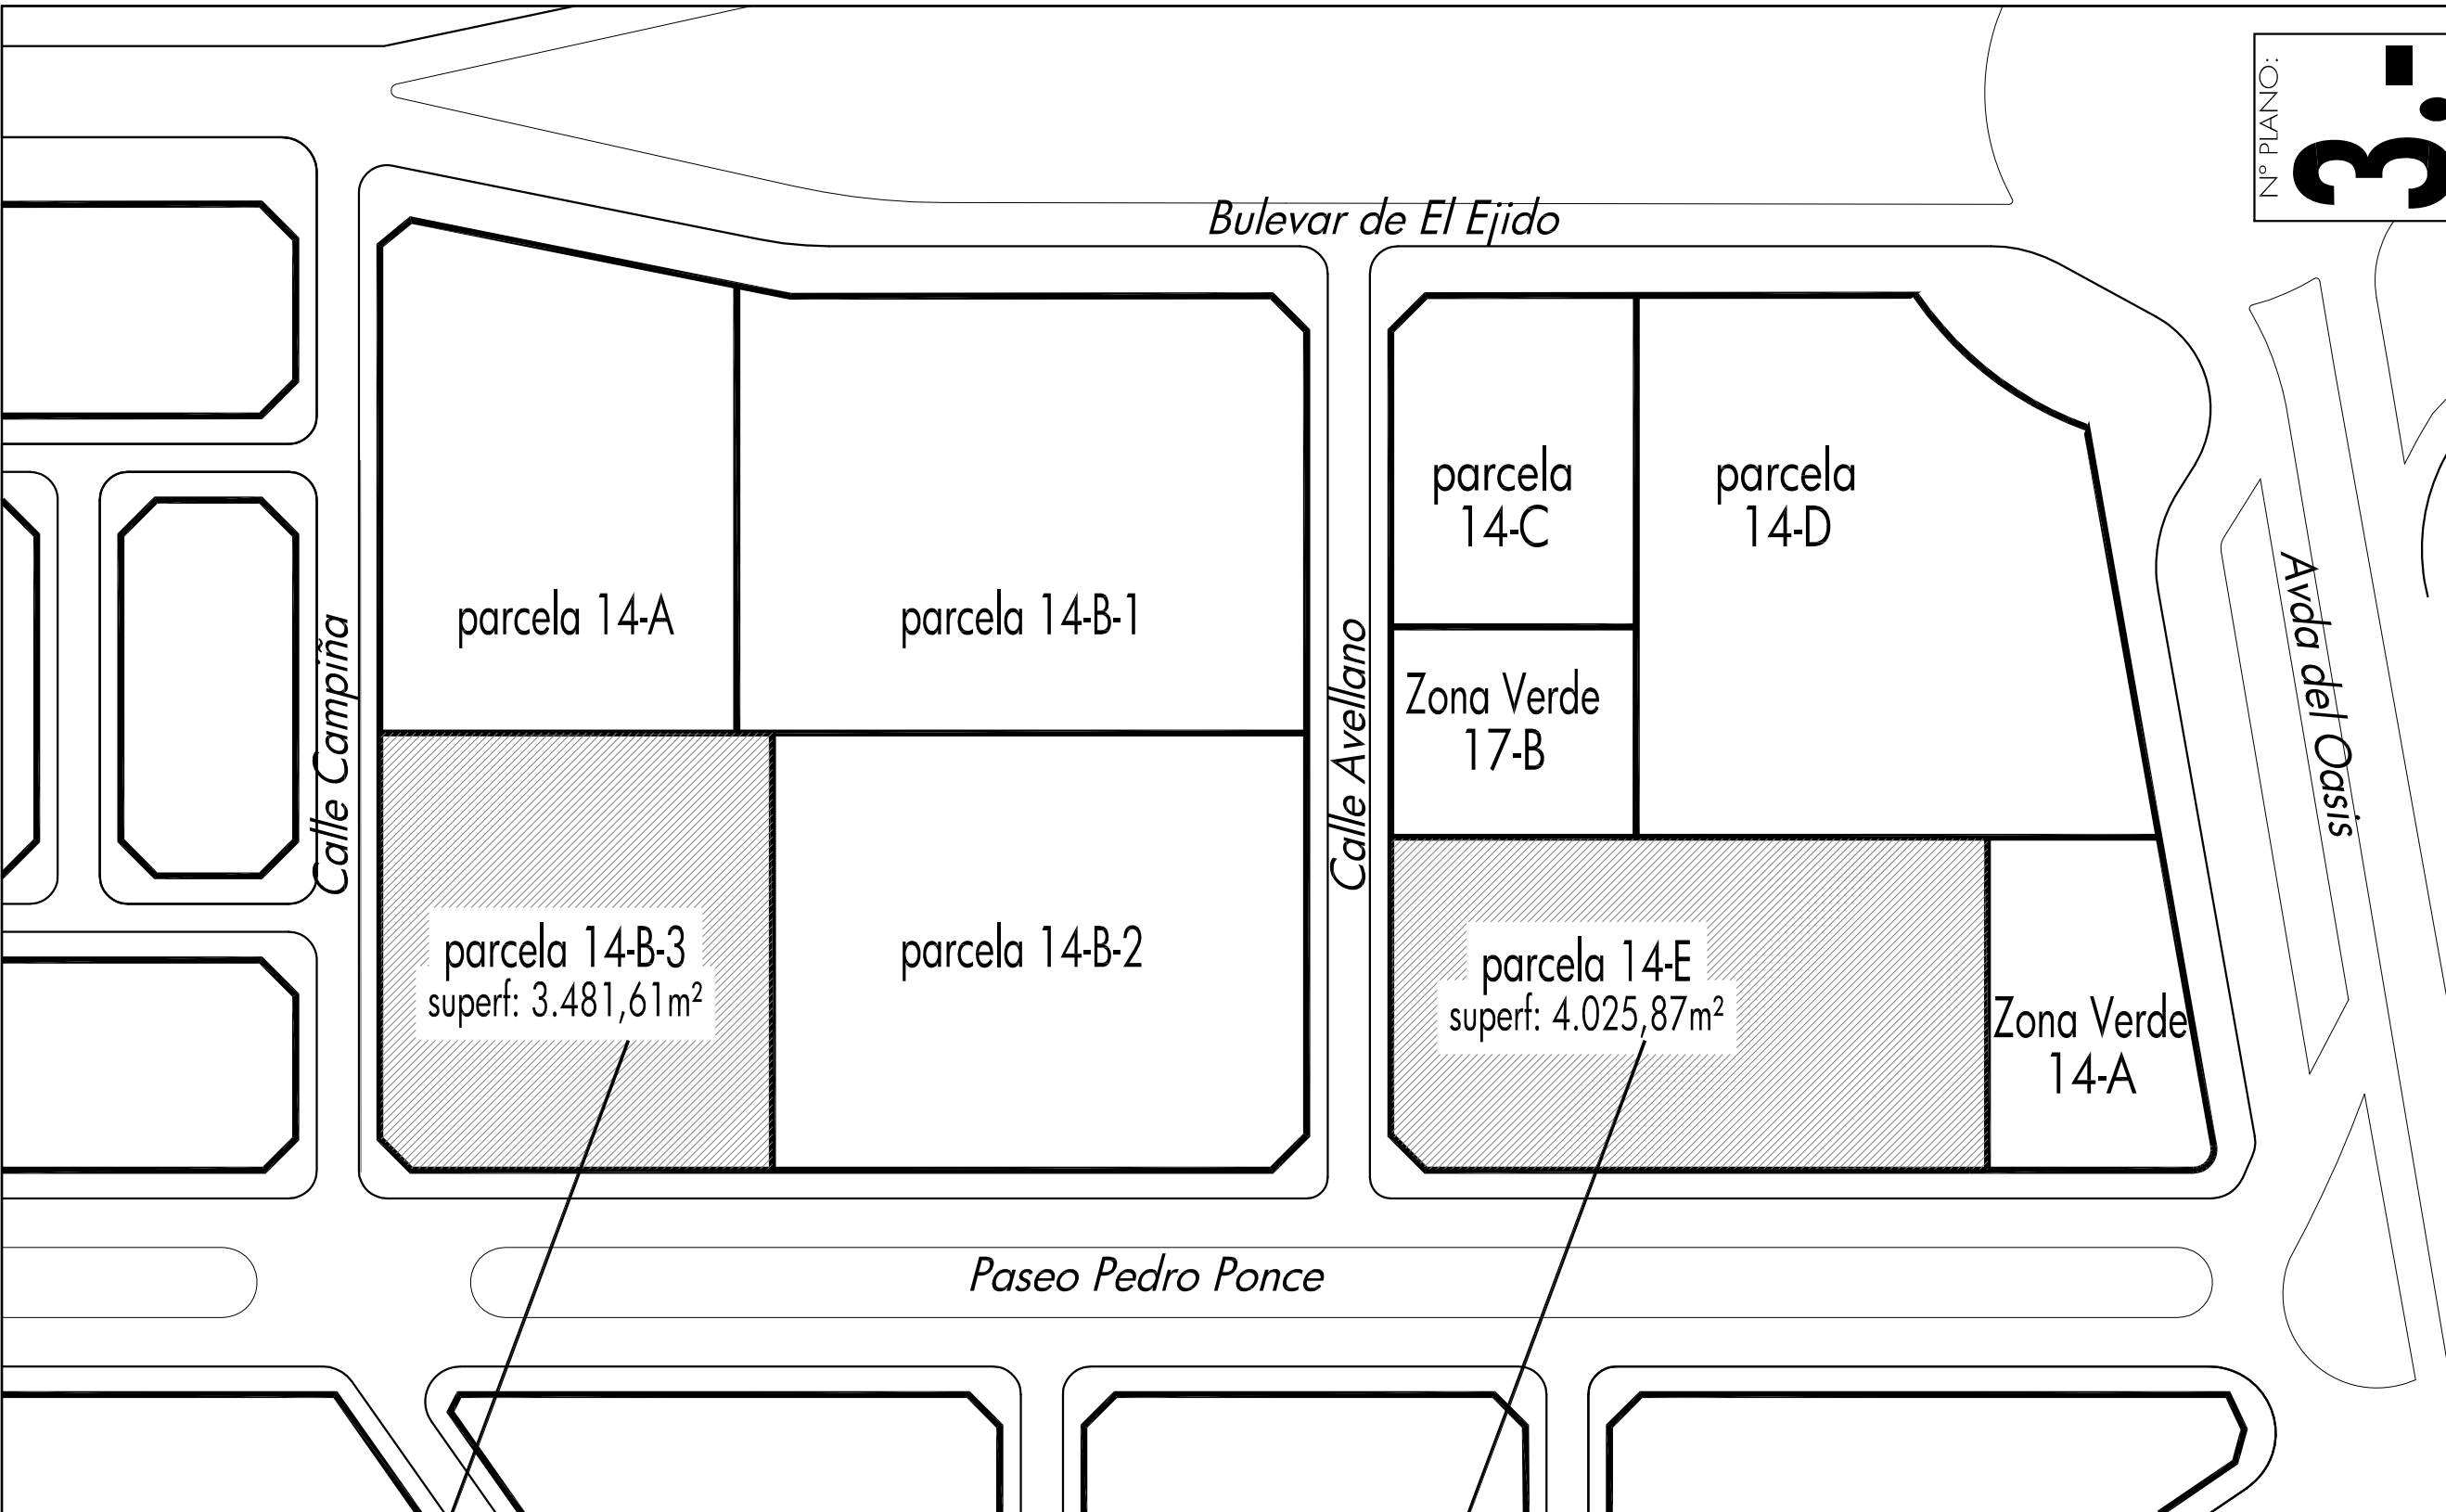 Nº PLANO:
3.-
Bulevar de El Ejido
parcela
14-C
parcela
14-D
parcela 14-A
parcela 14-B-1
Zona Verde
17-B
Calle Campiña
Calle Avellano
Avda del Oasis
parcela 14-B-3
superf: 3.481,61m²
parcela 14-B-2
parcela 14-E
superf: 4.025,87m²
Zona Verde
14-A
Paseo Pedro Ponce